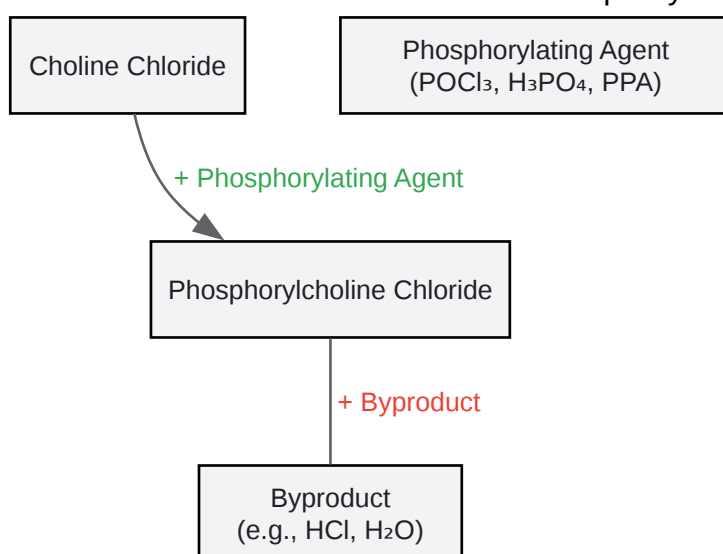 Choline Chloride
Phosphorylating Agent
(POCl₃, H₃PO₄, PPA)
+ Phosphorylating Agent
Phosphorylcholine Chloride
+ Byproduct
Byproduct
(e.g., HCl, H₂O)